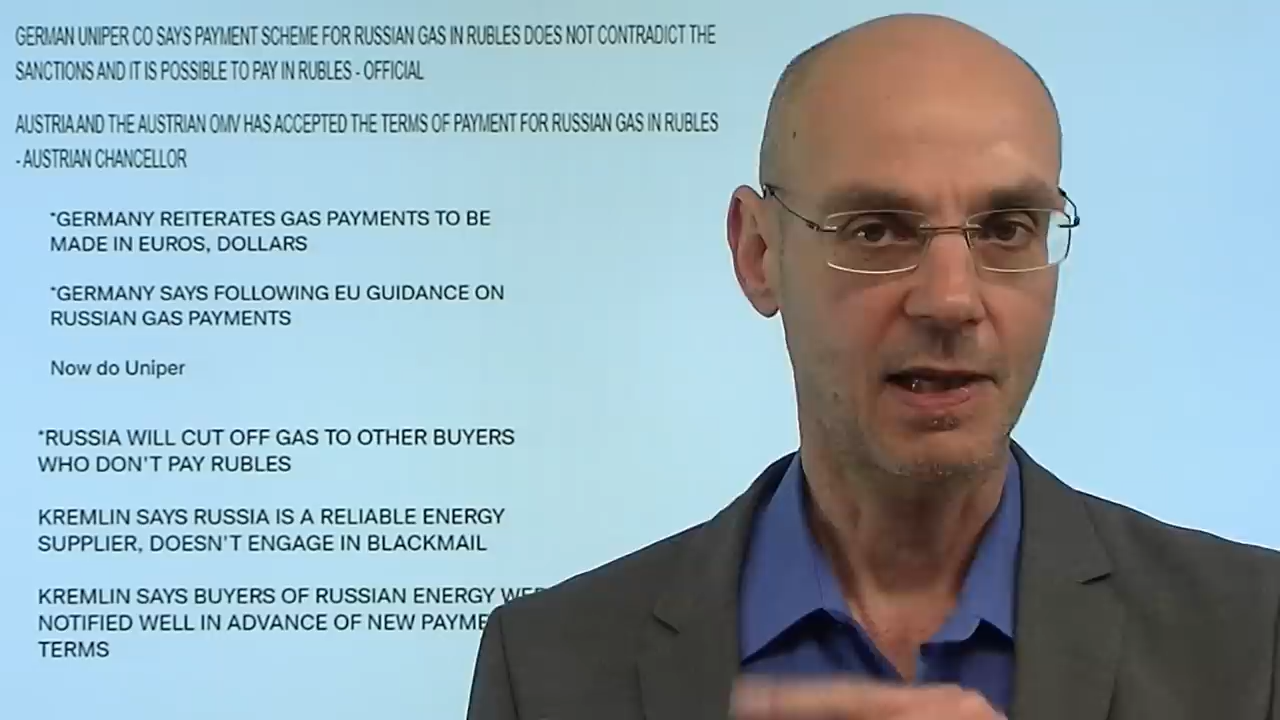 GERMAN UNIPER CO SAYS PAYMENT SCHEME FOR RUSSIAN GAS IN RUBLES DOES NOT CONTRADICT THE
SANCTIONS AND IT IS POSSIBLE TO PAY IN RUBLES - OFFICIAL
AUSTRIA AND THE AUSTRIAN OMV HAS ACCEPTED THE TERMS OF PAYMENT FOR RUSSIAN GAS IN RUBLES
- AUSTRIAN CHANCELLOR
*GERMANY REITERATES GAS PAYMENTS TO BE
MADE IN EUROS, DOLLARS
*GERMANY SAYS FOLLOWING EU GUIDANCE ON
RUSSIAN GAS PAYMENTS
Now do Uniper
*RUSSIA WILL CUT OFF GAS TO OTHER BUYERS
WHO DON'T PAY RUBLES
KREMLIN SAYS RUSSIA IS A RELIABLE ENERGY
SUPPLIER, DOESN'T ENGAGE IN BLACKMAIL
KREMLIN SAYS BUYERS OF RUSSIAN ENERGY
NOTIFIED WELL IN ADVANCE OF NEW
TERMS